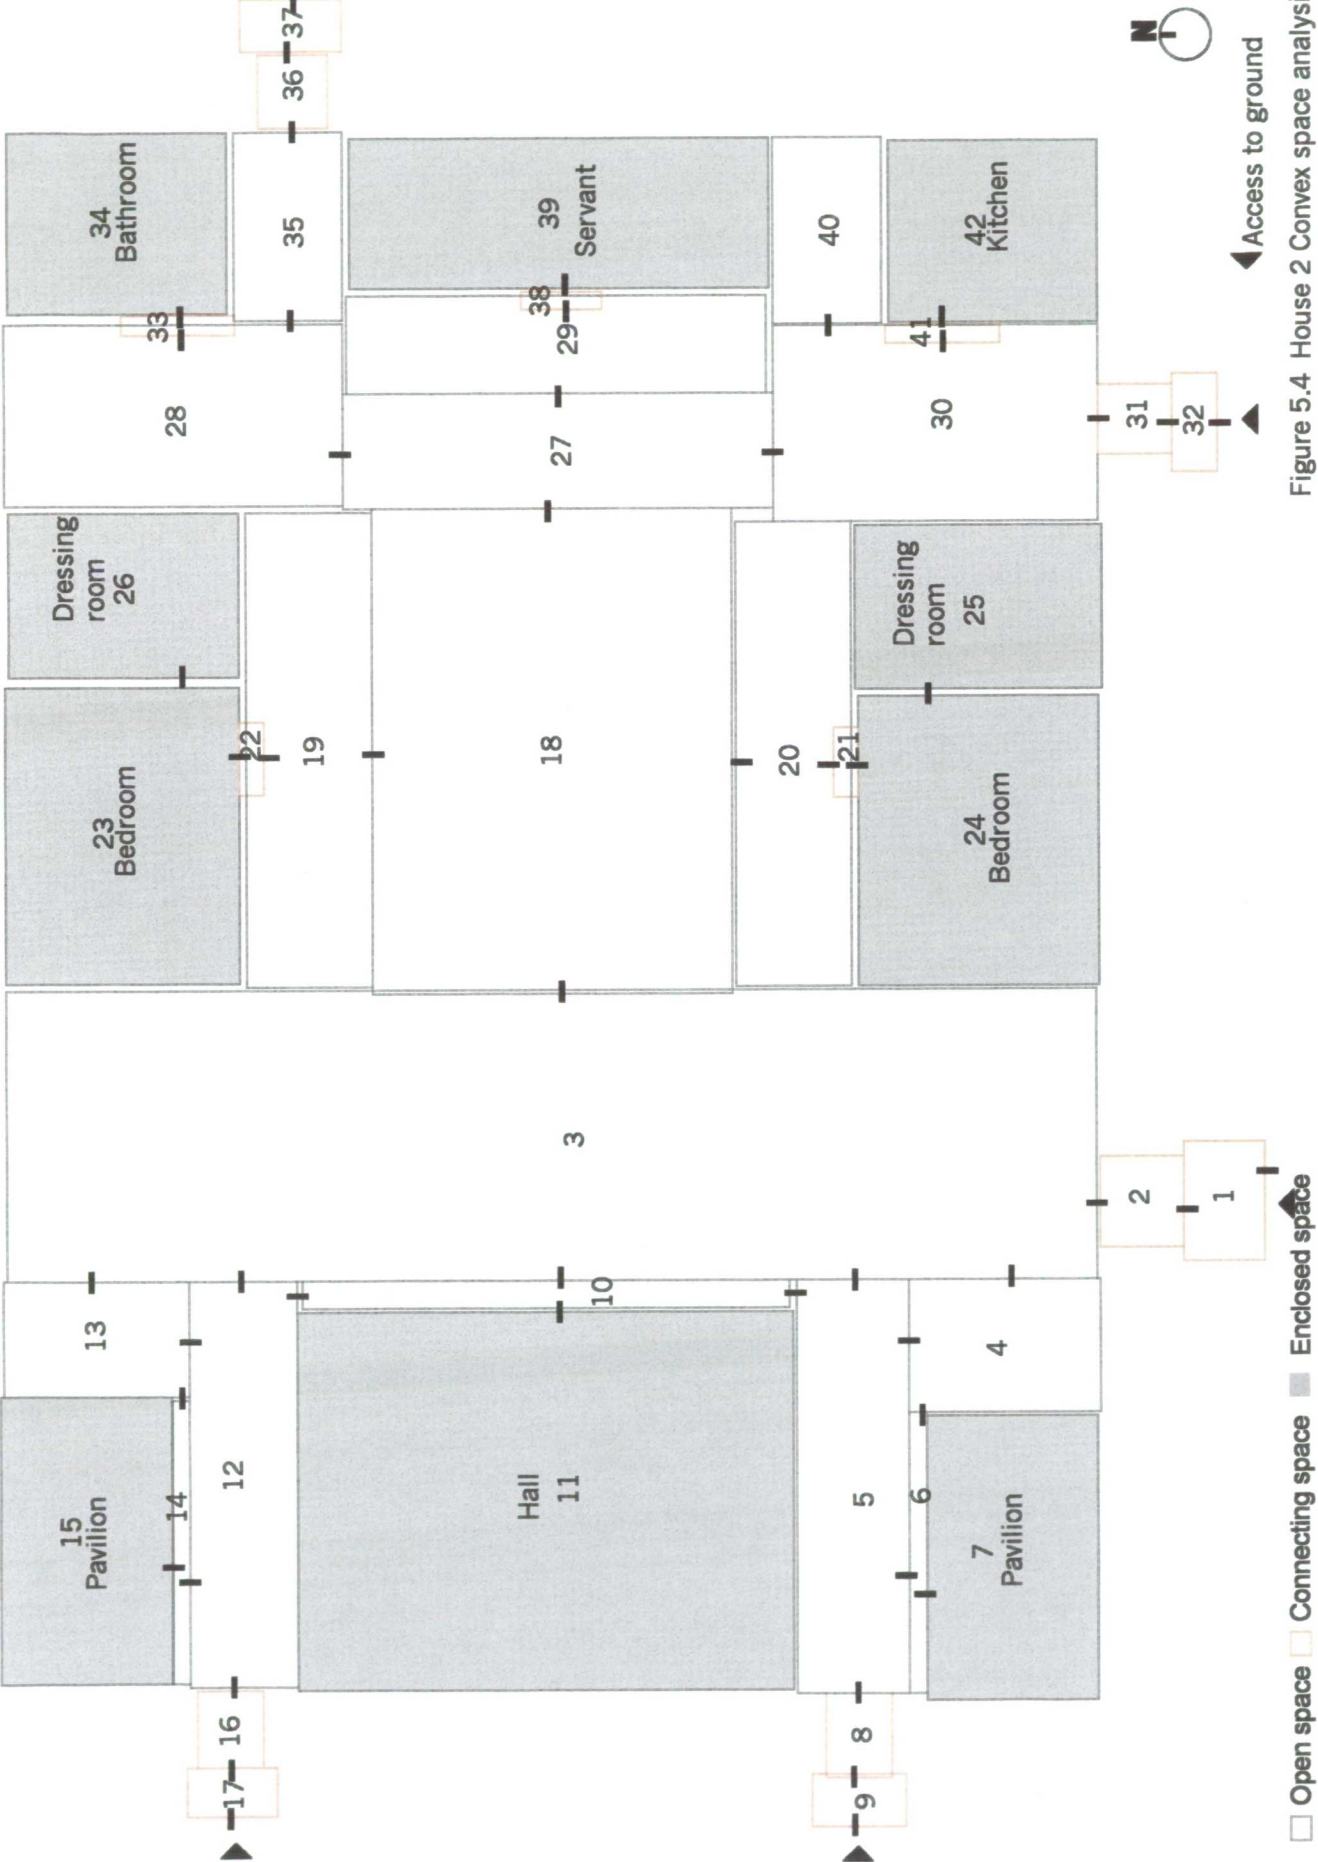 15
Pavilion
13
23
Bedroom
Dressing
room
26
28
33
34
Bathroom
14
17
16
12
22
19
35
36
37
Hall
11
10
3
18
27
29
38
39
Servant
9
8
5
20
21
40
6
7
Pavilion
4
24
Bedroom
Dressing
room
25
30
41
42
Kitchen
2
1
31
32
N
Access to ground
Open space Connecting space Enclosed space
Figure 5.4 House 2 Convex space analysi